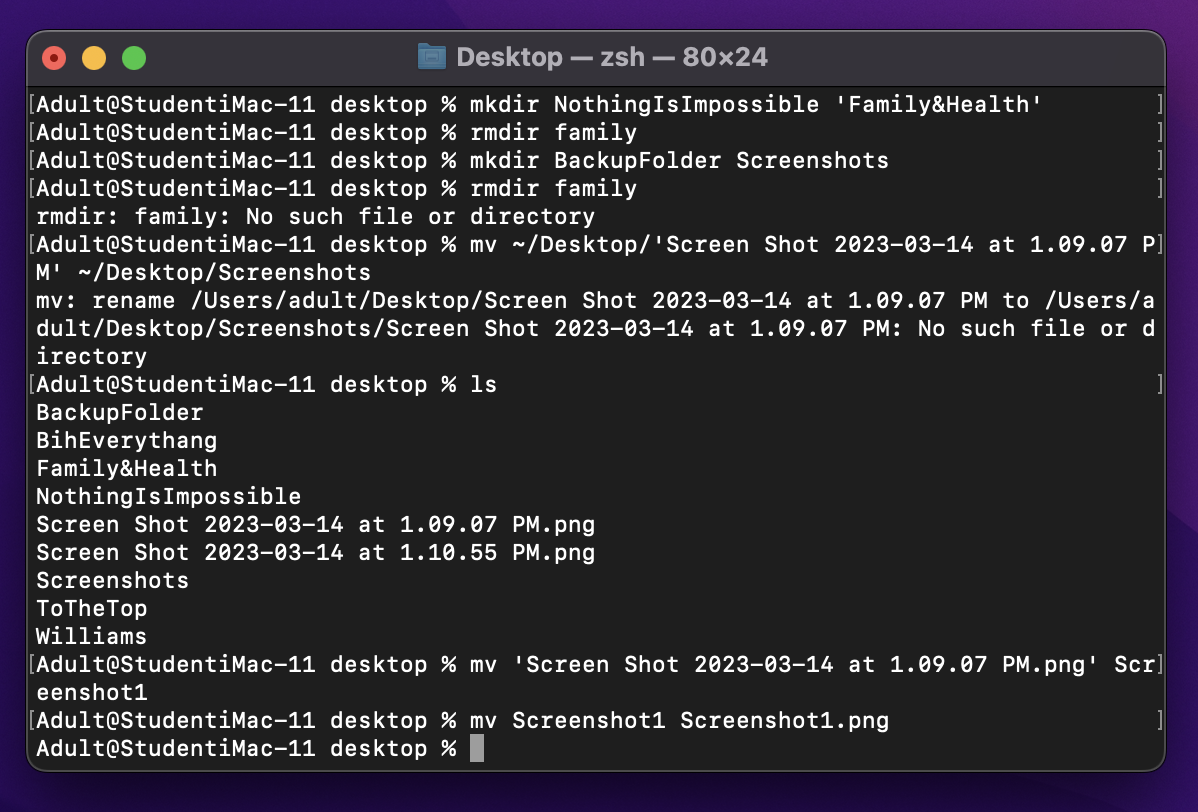 Desktop — zsh — 80×24
[Adult@StudentiMac-11 desktop % mkdir NothingIsImpossible 'Family&Health' ]
[Adult@StudentiMac-11 desktop % rmdir family ]
[Adult@StudentiMac-11 desktop % mkdir BackupFolder Screenshots ]
[Adult@StudentiMac-11 desktop % rmdir family ]
rmdir: family: No such file or directory
[Adult@StudentiMac-11 desktop % mv ~/Desktop/'Screen Shot 2023-03-14 at 1.09.07 P]
M' ~/Desktop/Screenshots
mv: rename /Users/adult/Desktop/Screen Shot 2023-03-14 at 1.09.07 PM to /Users/a
dult/Desktop/Screenshots/Screen Shot 2023-03-14 at 1.09.07 PM: No such file or d
irectory
[Adult@StudentiMac-11 desktop % ls ]
BackupFolder
BihEverythang
Family&Health
NothingIsImpossible
Screen Shot 2023-03-14 at 1.09.07 PM.png
Screen Shot 2023-03-14 at 1.10.55 PM.png
Screenshots
ToTheTop
Williams
[Adult@StudentiMac-11 desktop % mv 'Screen Shot 2023-03-14 at 1.09.07 PM.png' Scr]
eenshot1
[Adult@StudentiMac-11 desktop % mv Screenshot1 Screenshot1.png ]
Adult@StudentiMac-11 desktop %